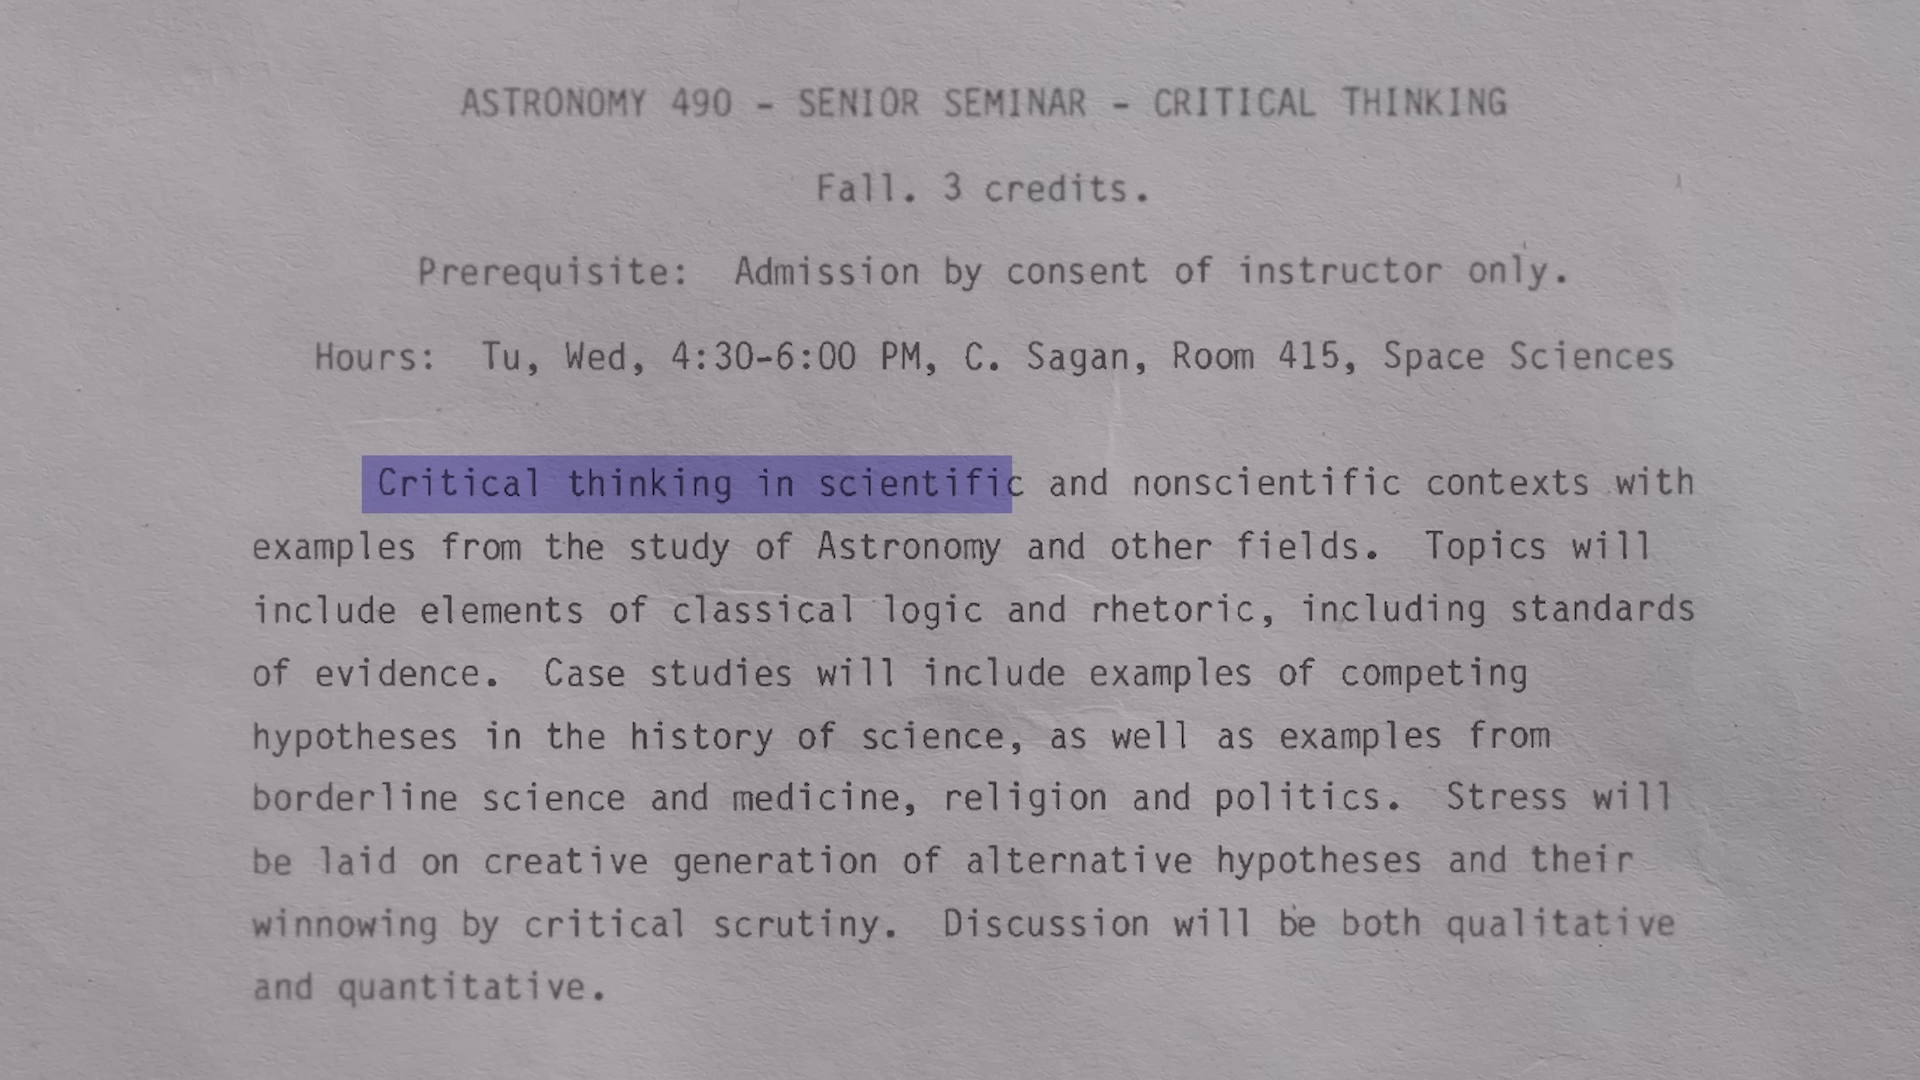 ASTRONOMY 490 - SENIOR SEMINAR - CRITICAL THINKING
Fall. 3 credits.
Prerequisite: Admission by consent of instructor only.
Hours: Tu, Wed, 4:30-6:00 PM, C. Sagan, Room 415, Space Sciences
Critical thinking in scientific and nonscientific contexts with
examples from the study of Astronomy and other fields. Topics will
include elements of classical logic and rhetoric, including standards
of evidence. Case studies will include examples of competing
hypotheses in the history of science, as well as examples from
borderline science and medicine, religion and politics. Stress will
be laid on creative generation of alternative hypotheses and their
winnowing by critical scrutiny. Discussion will be both qualitative
and quantitative.